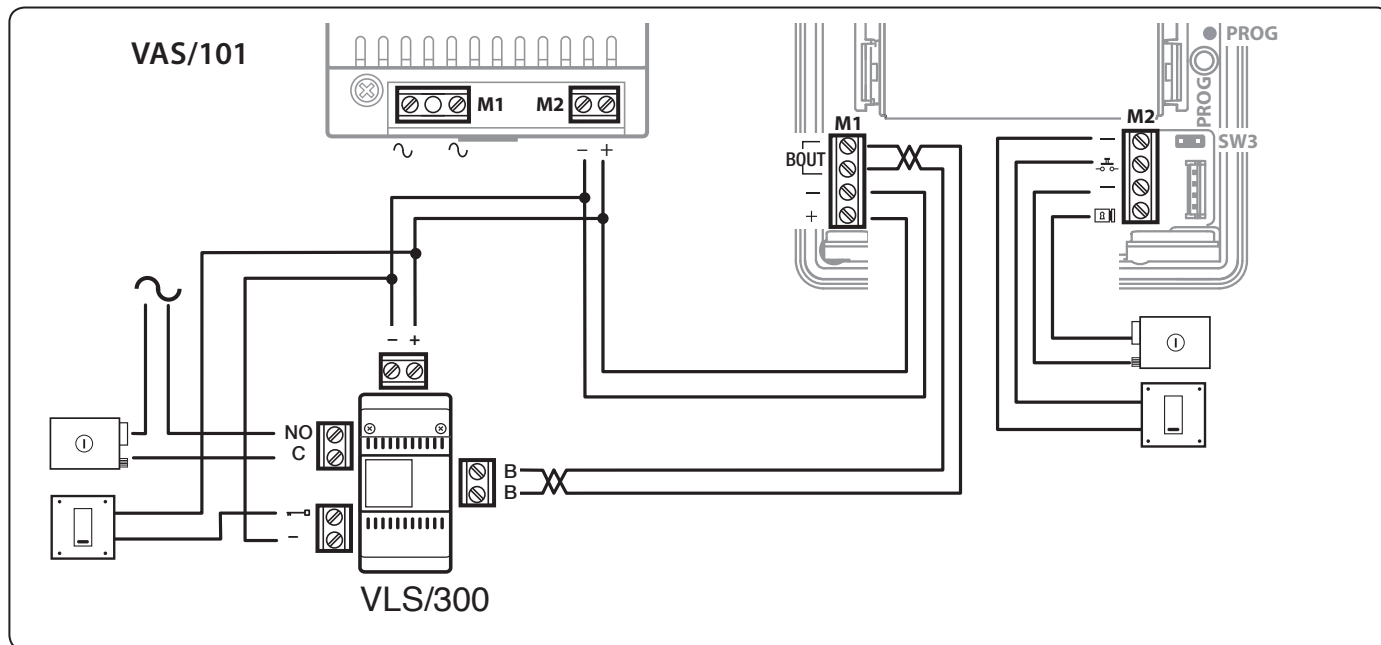 VAS/101
M1
M2
− +
BOUT
−
+
M1
M2
−
−
PROG
PROG
SW3
− +
NO
C
−
B
B
VLS/300